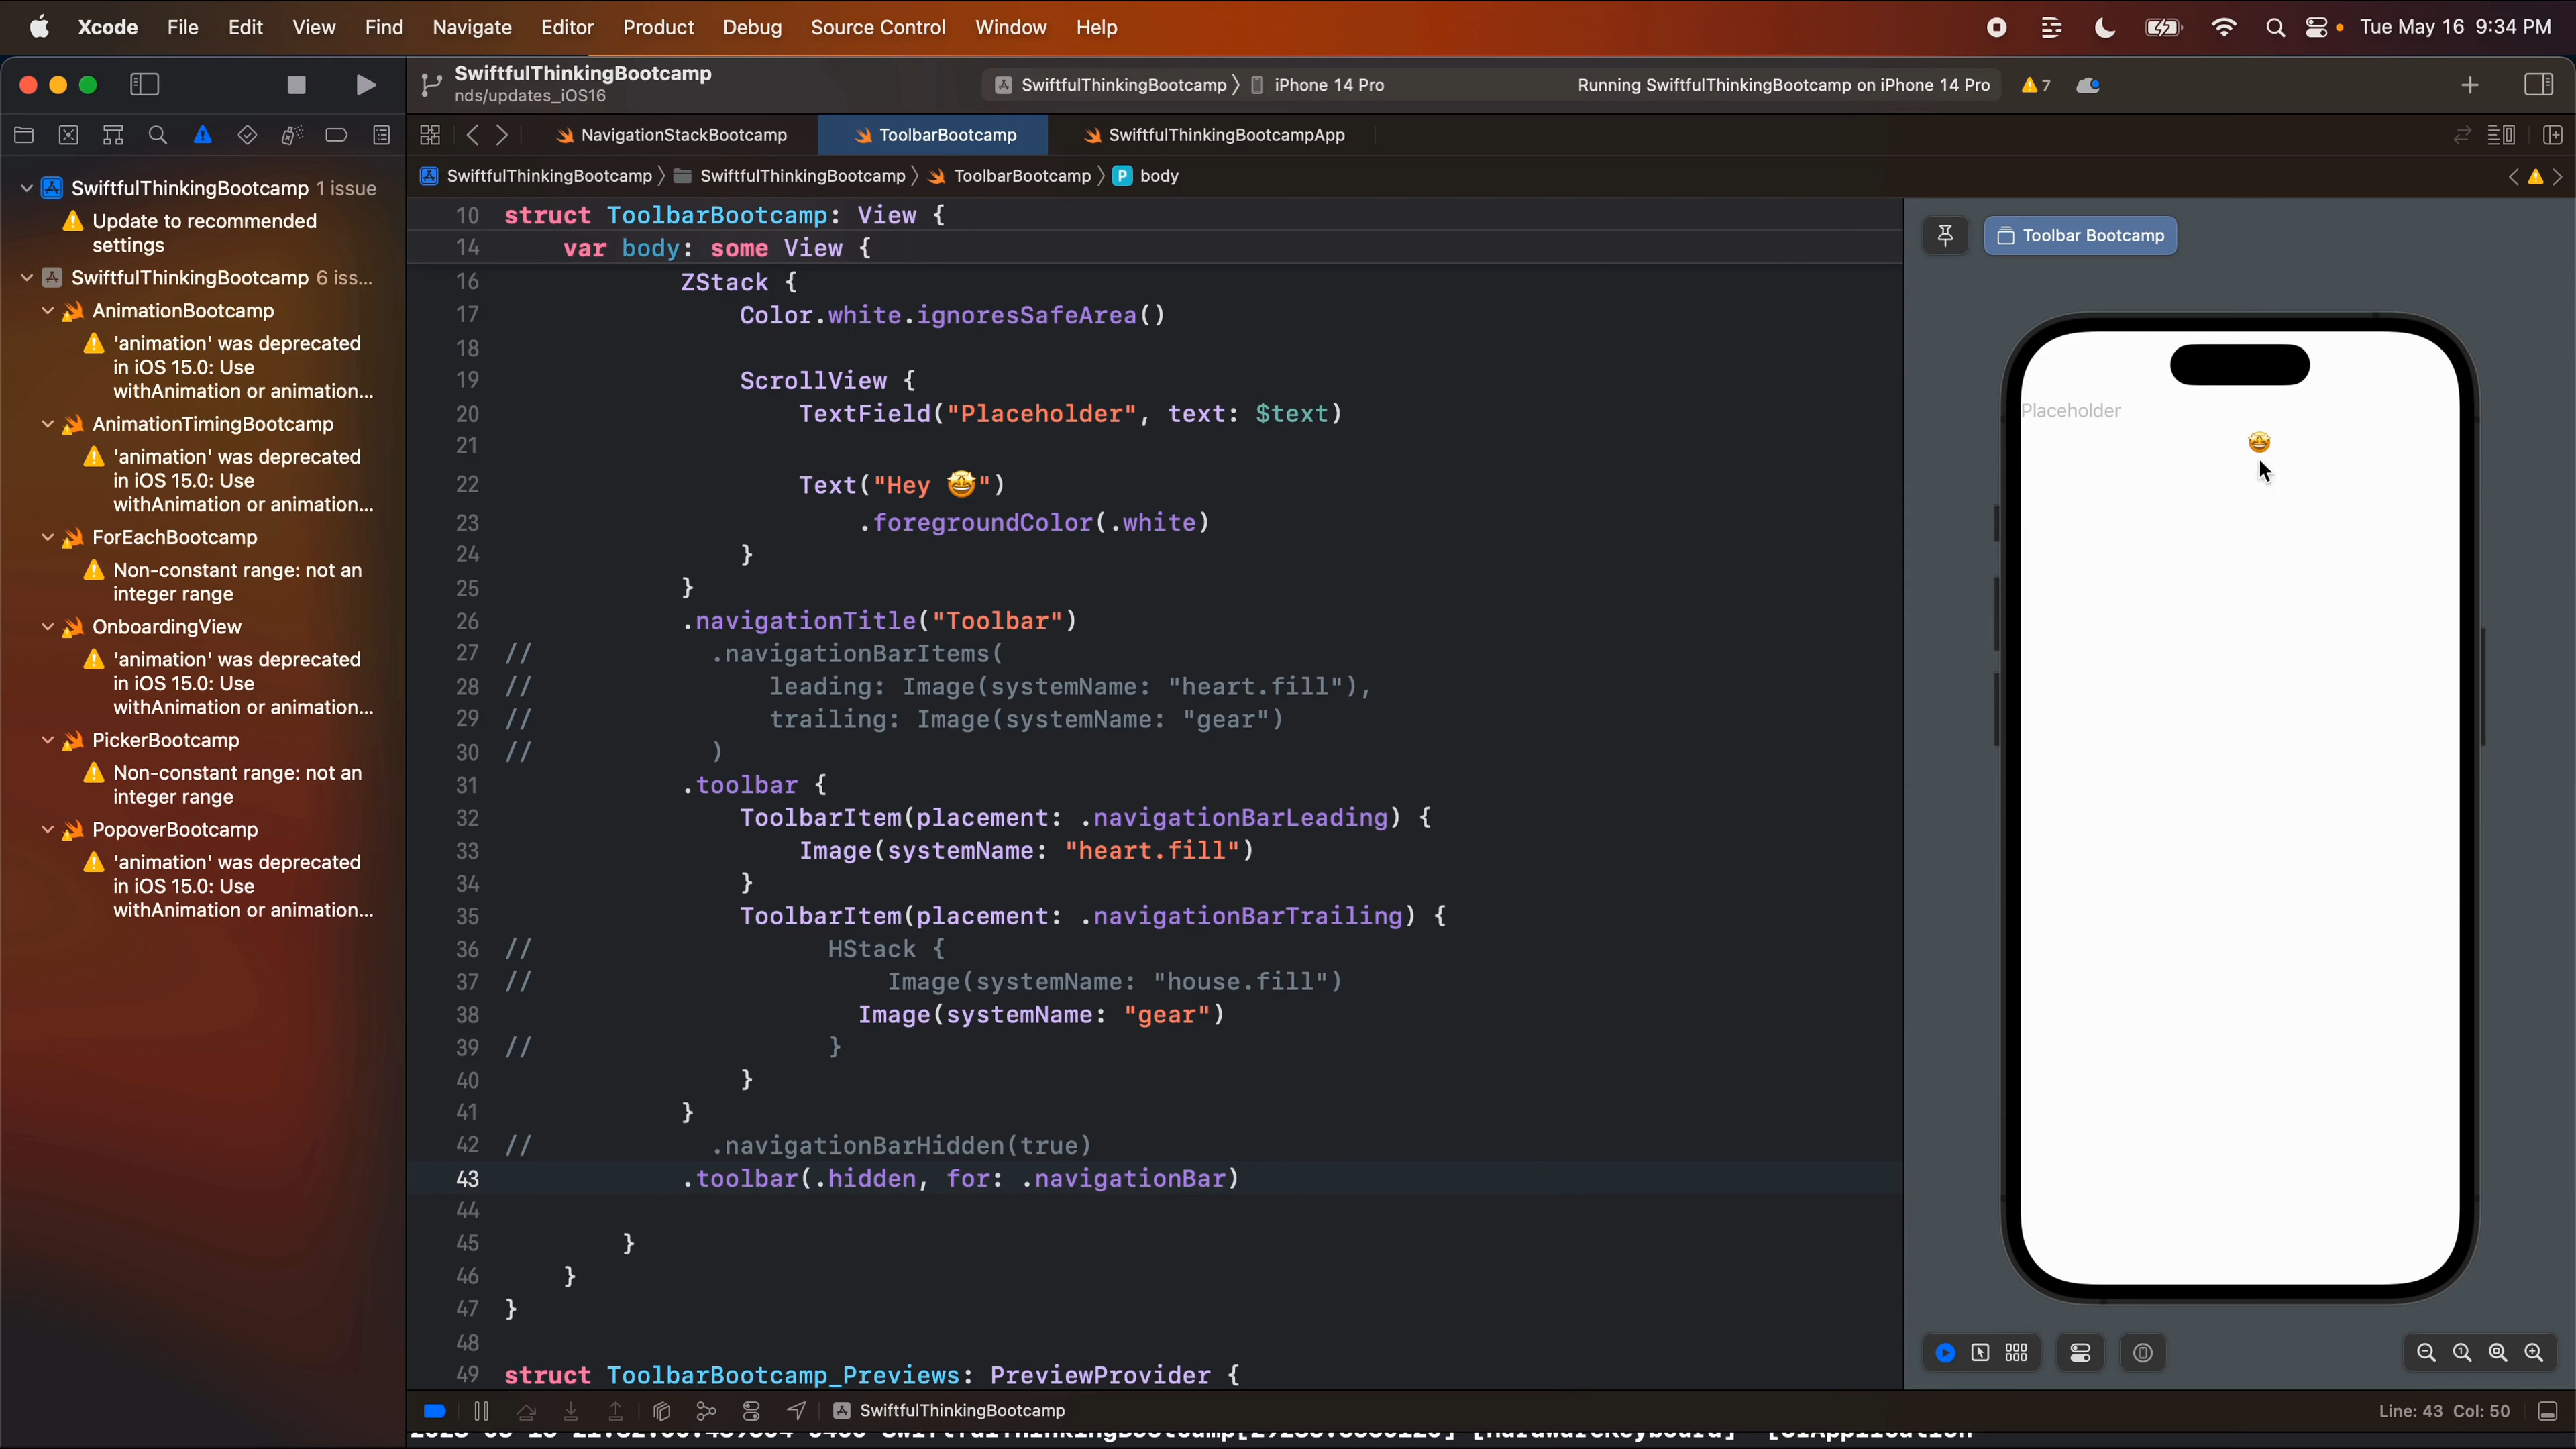 Xcode File Edit View Find Navigate Editor Product Debug Source Control Window Help Tue May 16 9:34 PM
SwiftfulThinkingBootcamp
nds/updates_iOS16
SwiftfulThinkingBootcamp iPhone 14 Pro Running SwiftfulThinkingBootcamp on iPhone 14 Pro 7
NavigationStackBootcamp ToolbarBootcamp SwiftfulThinkingBootcampApp
SwiftfulThinkingBootcamp SwiftfulThinkingBootcamp ToolbarBootcamp P body
SwiftfulThinkingBootcamp 1 issue
Update to recommended
settings
SwiftfulThinkingBootcamp 6 iss...
AnimationBootcamp
'animation' was deprecated
in iOS 15.0: Use
withAnimation or animation...
AnimationTimingBootcamp
'animation' was deprecated
in iOS 15.0: Use
withAnimation or animation...
ForEachBootcamp
Non-constant range: not an
integer range
OnboardingView
'animation' was deprecated
in iOS 15.0: Use
withAnimation or animation...
PickerBootcamp
Non-constant range: not an
integer range
PopoverBootcamp
'animation' was deprecated
in iOS 15.0: Use
withAnimation or animation...
10 struct ToolbarBootcamp: View {
14 var body: some View {
16 ZStack {
17 Color.white.ignoresSafeArea()
18
19 ScrollView {
20 TextField("Placeholder", text: $text)
21
22 Text("Hey 🤩")
23 .foregroundColor(.white)
24 }
25 }
26 .navigationTitle("Toolbar")
27 // .navigationBarItems(
28 // leading: Image(systemName: "heart.fill"),
29 // trailing: Image(systemName: "gear")
30 // )
31 .toolbar {
32 ToolbarItem(placement: .navigationBarLeading) {
33 Image(systemName: "heart.fill")
34 }
35 ToolbarItem(placement: .navigationBarTrailing) {
36 // HStack {
37 // Image(systemName: "house.fill")
38 Image(systemName: "gear")
39 // }
40 }
41 }
42 // .navigationBarHidden(true)
43 .toolbar(.hidden, for: .navigationBar)
44
45 }
46 }
47 }
48
49 struct ToolbarBootcamp_Previews: PreviewProvider {
Toolbar Bootcamp
Placeholder
🤩
SwiftfulThinkingBootcamp
Line: 43 Col: 50